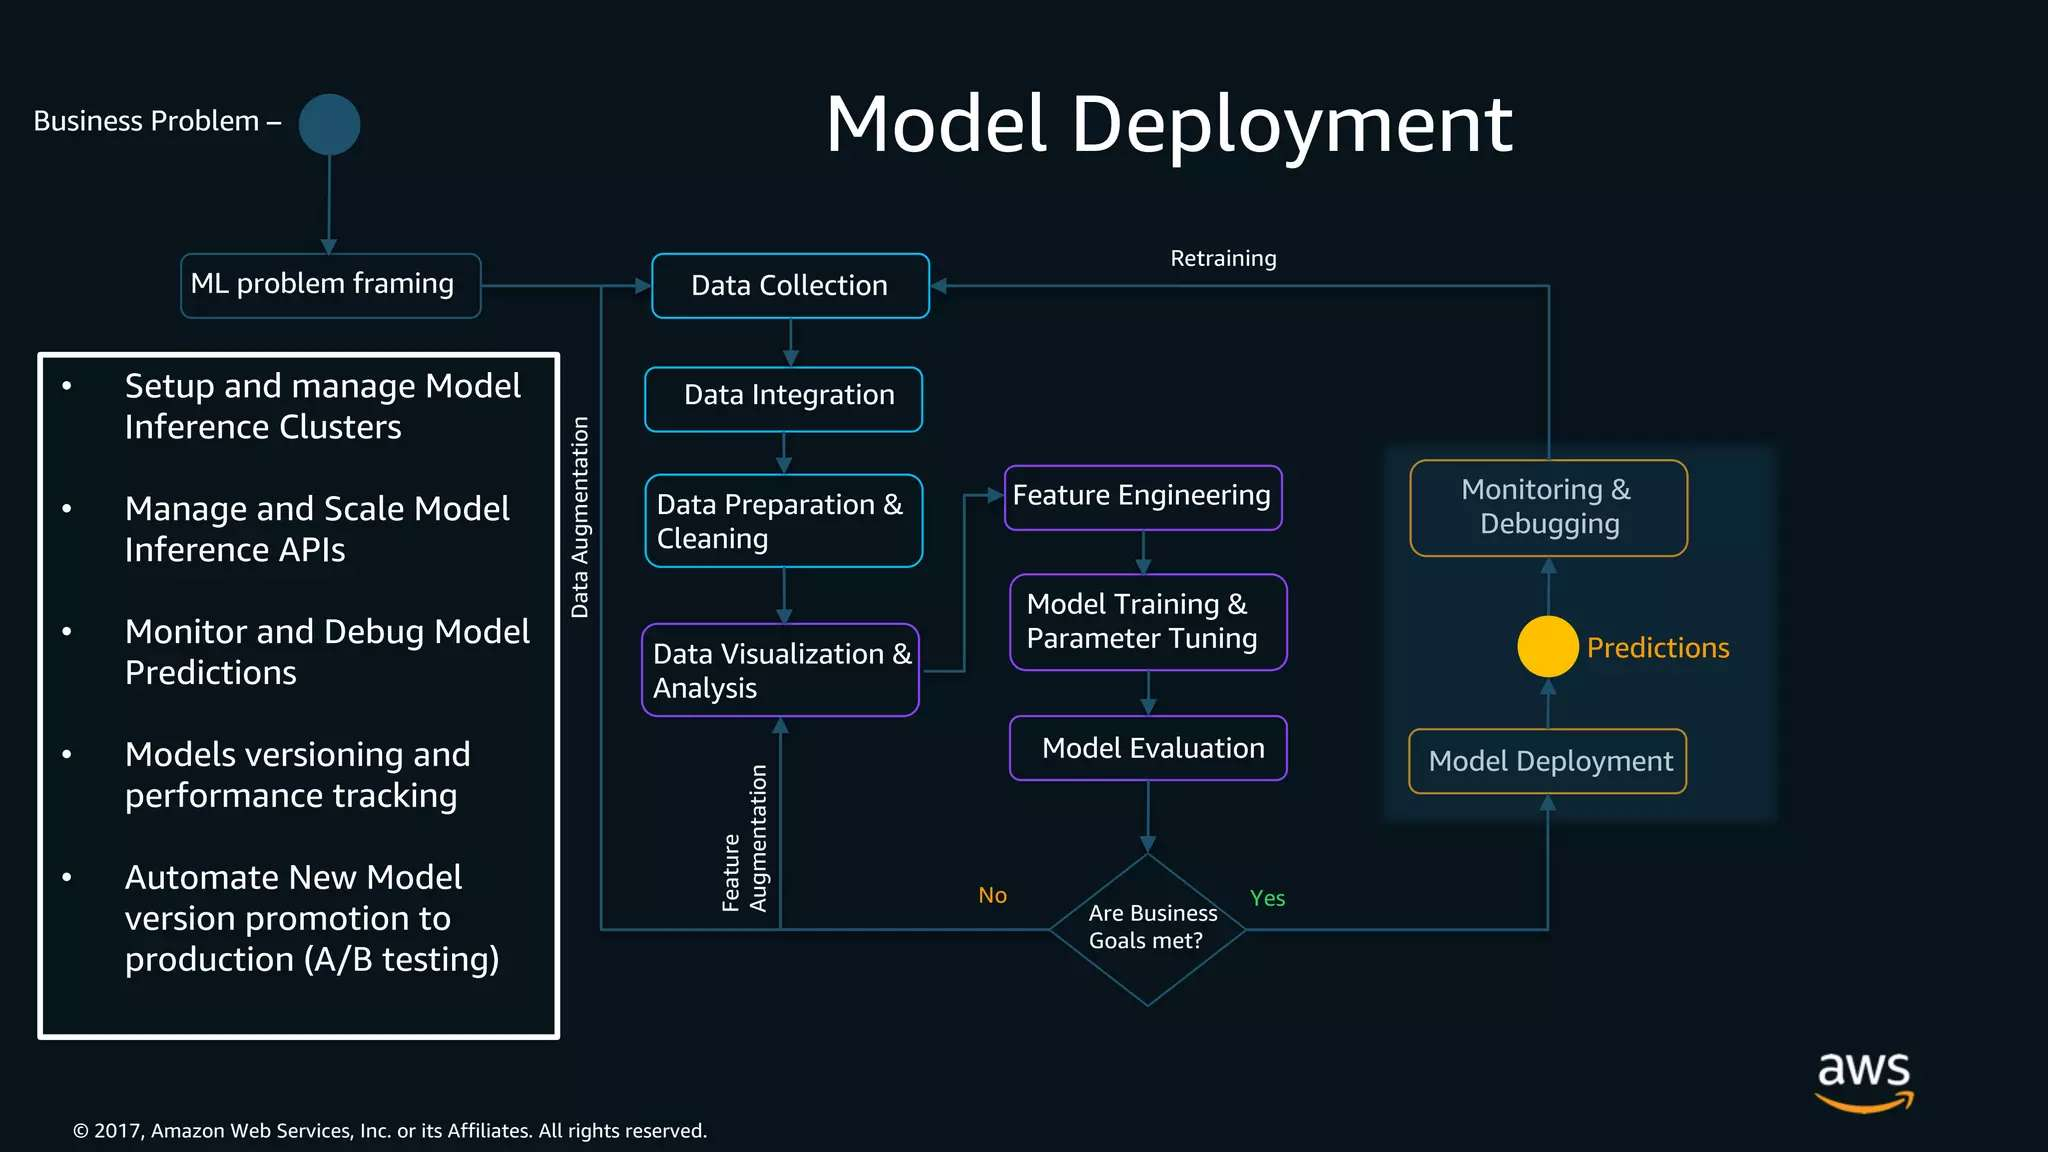 Model Deployment
Business Problem –
ML problem framing
Data Collection
Retraining
Data Integration
Data Preparation &
Cleaning
Data Visualization &
Analysis
Data Augmentation
Feature
Augmentation
Feature Engineering
Model Training &
Parameter Tuning
Model Evaluation
Are Business
Goals met?
No
Yes
Monitoring &
Debugging
Predictions
Model Deployment
• Setup and manage Model
Inference Clusters
• Manage and Scale Model
Inference APIs
• Monitor and Debug Model
Predictions
• Models versioning and
performance tracking
• Automate New Model
version promotion to
production (A/B testing)
aws
© 2017, Amazon Web Services, Inc. or its Affiliates. All rights reserved.